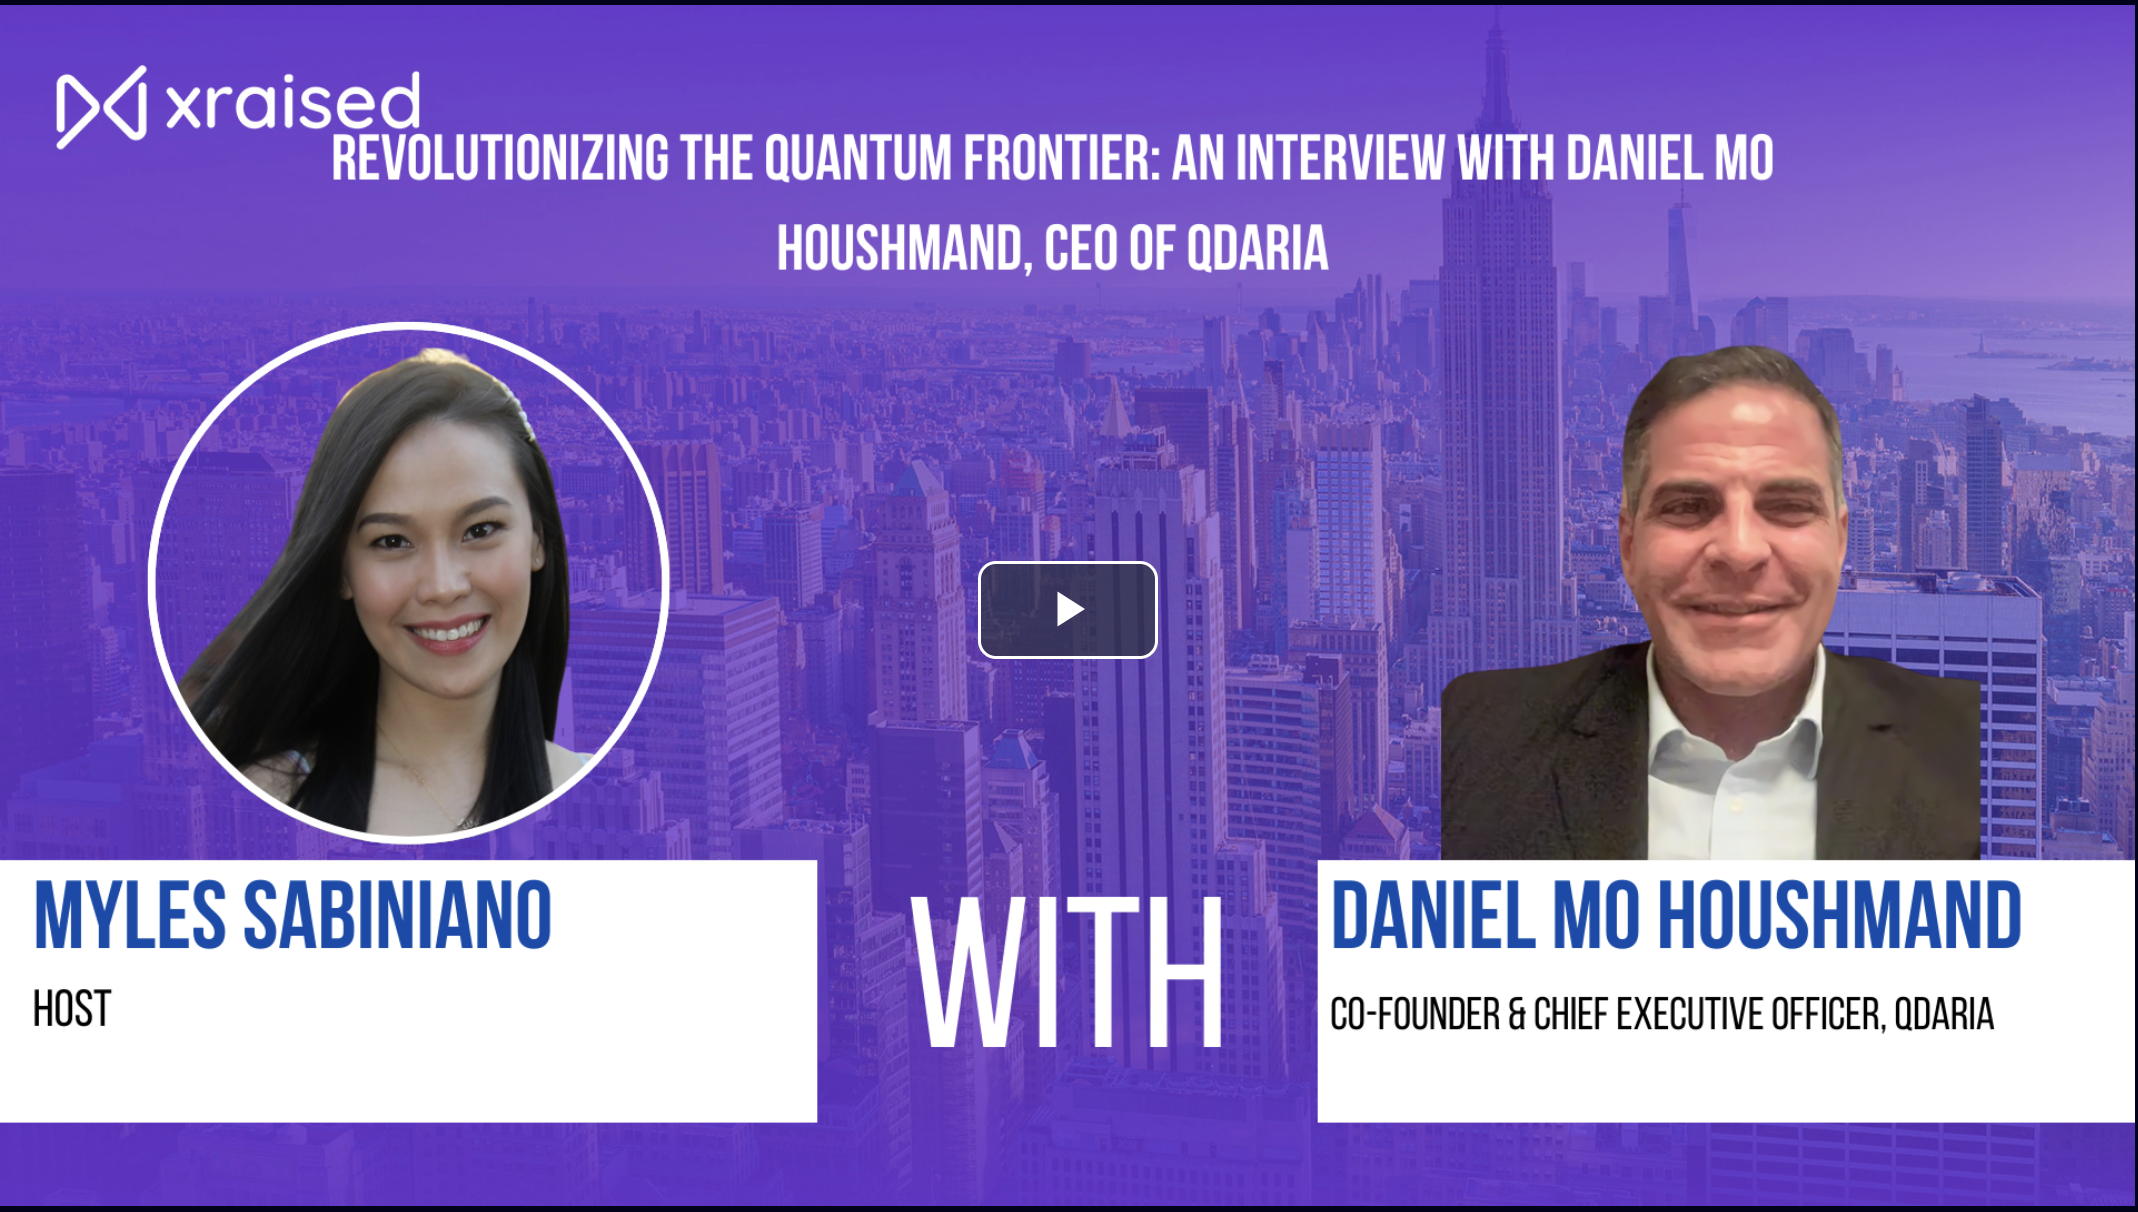 xraised
REVOLUTIONIZING THE QUANTUM FRONTIER: AN INTERVIEW WITH DANIEL MO
HOUSHMAND, CEO OF QDARIA
MYLES SABINIANO
HOST
WITH
DANIEL MO HOUSHMAND
CO-FOUNDER & CHIEF EXECUTIVE OFFICER, QDARIA